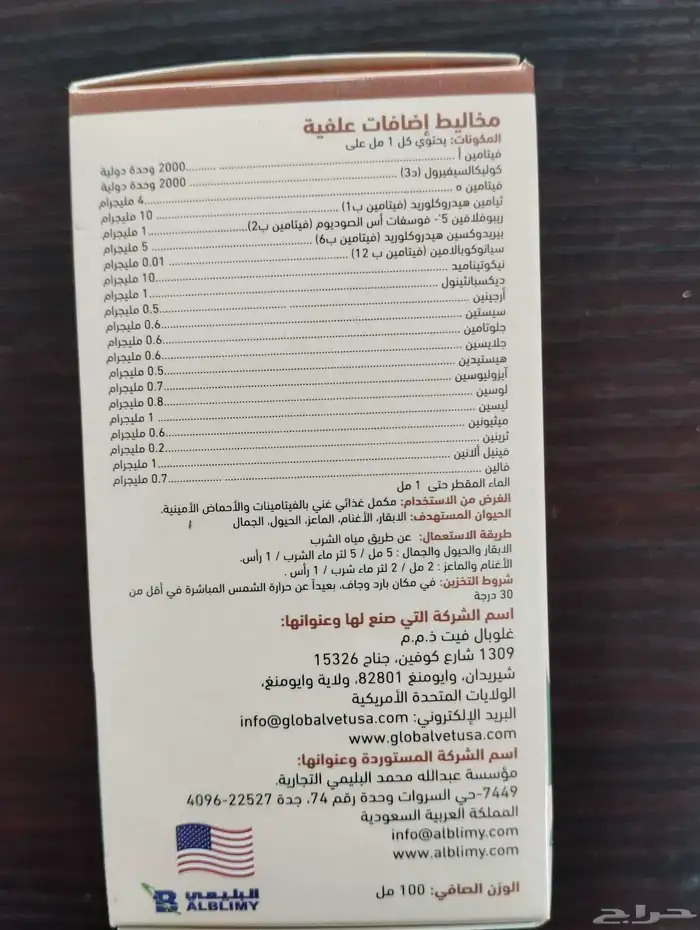 مخاليط إضافات علفية
المكونات: يحتوي كل 1 مل على
فيتامين أ ........ 2000 وحدة دولية
كوليكالسيفيرول (د3) ........ 2000 وحدة دولية
فيتامين ه ........ 4 مليجرام
ثيامين هيدروكلوريد (فيتامين ب1) ........ 10 مليجرام
ريبوفلافين 5'- فوسفات أس الصوديوم (فيتامين ب2) ........ 1 مليجرام
بيريدوكسين هيدروكلوريد (فيتامين ب6) ........ 5 مليجرام
سيانوكوبالامين (فيتامين ب 12) ........ 0.01 مليجرام
نيكوتيناميد ........ 10 مليجرام
ديكسبانثينول ........ 1 مليجرام
أرجينين ........ 0.5 مليجرام
سيستين ........ 0.6 مليجرام
جلوتامين ........ 0.6 مليجرام
جلايسين ........ 0.6 مليجرام
هيستيدين ........ 0.5 مليجرام
آيزوليوسين ........ 0.7 مليجرام
لوسين ........ 0.8 مليجرام
ليسين ........ 1 مليجرام
ميثيونين ........ 0.6 مليجرام
ثرينين ........ 0.2 مليجرام
فينيل ألانين ........ 1 مليجرام
فالين ........ 0.7 مليجرام
الماء المقطر حتى 1 مل
الغرض من الاستخدام: مكمل غذائي غني بالفيتامينات والأحماض الأمينية.
الحيوان المستهدف: الابقار، الأغنام، الماعز، الخيول، الجمال
طريقة الاستعمال: عن طريق مياه الشرب
الابقار والخيول والجمال : 5 مل / 5 لتر ماء الشرب / 1 رأس.
الأغنام والماعز : 2 مل / 2 لتر ماء شرب / 1 رأس .
شروط التخزين: في مكان بارد وجاف، بعيداً عن حرارة الشمس المباشرة في أقل من
30 درجة
اسم الشركة التي صنع لها وعنوانها:
غلوبال فيت ذ.م.م
1309 شارع كوفين، جناح 15326
شيريدان، وايومنغ 82801، ولاية وايومنغ،
الولايات المتحدة الأمريكية
البريد الإلكتروني: info@globalvetusa.com
www.globalvetusa.com
اسم الشركة المستوردة وعنوانها:
مؤسسة عبدالله محمد البليمي التجارية.
7449-حي السروات وحدة رقم 74، جدة 22527-4096
المملكة العربية السعودية
info@alblimy.com
www.alblimy.com
الوزن الصافي: 100 مل
البليمي
ALBLIMY
حراج